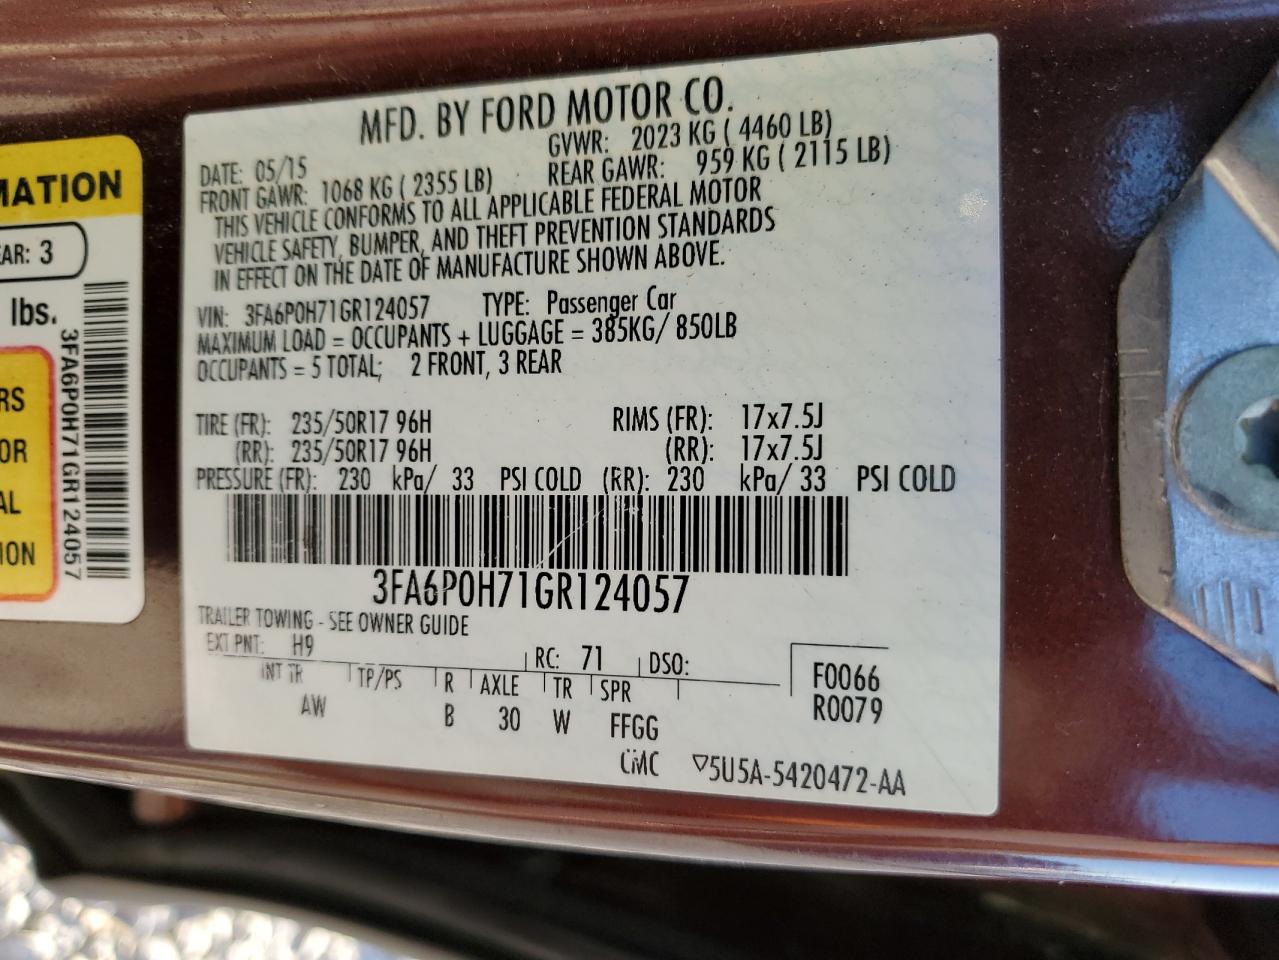 MATION
EAR: 3
lbs.
RS
OR
AL
ION
3FA6P0H71GR124057
MFD. BY FORD MOTOR CO.
DATE: 05/15 GVWR: 2023 KG ( 4460 LB)
FRONT GAWR: 1068 KG ( 2355 LB) REAR GAWR: 959 KG ( 2115 LB)
THIS VEHICLE CONFORMS TO ALL APPLICABLE FEDERAL MOTOR
VEHICLE SAFETY, BUMPER, AND THEFT PREVENTION STANDARDS
IN EFFECT ON THE DATE OF MANUFACTURE SHOWN ABOVE.
VIN: 3FA6P0H71GR124057 TYPE: Passenger Car
MAXIMUM LOAD = OCCUPANTS + LUGGAGE = 385KG/ 850LB
OCCUPANTS = 5 TOTAL; 2 FRONT, 3 REAR
TIRE (FR): 235/50R17 96H RIMS (FR): 17x7.5J
(RR): 235/50R17 96H (RR): 17x7.5J
PRESSURE (FR): 230 kPa/ 33 PSI COLD (RR): 230 kPa/ 33 PSI COLD
3FA6P0H71GR124057
TRAILER TOWING - SEE OWNER GUIDE
EXT PNT: H9 RC: 71 DSO: F0066
INT TR TP/PS R AXLE TR SPR R0079
AW B 30 W FFGG
CMC ▽5U5A-5420472-AA